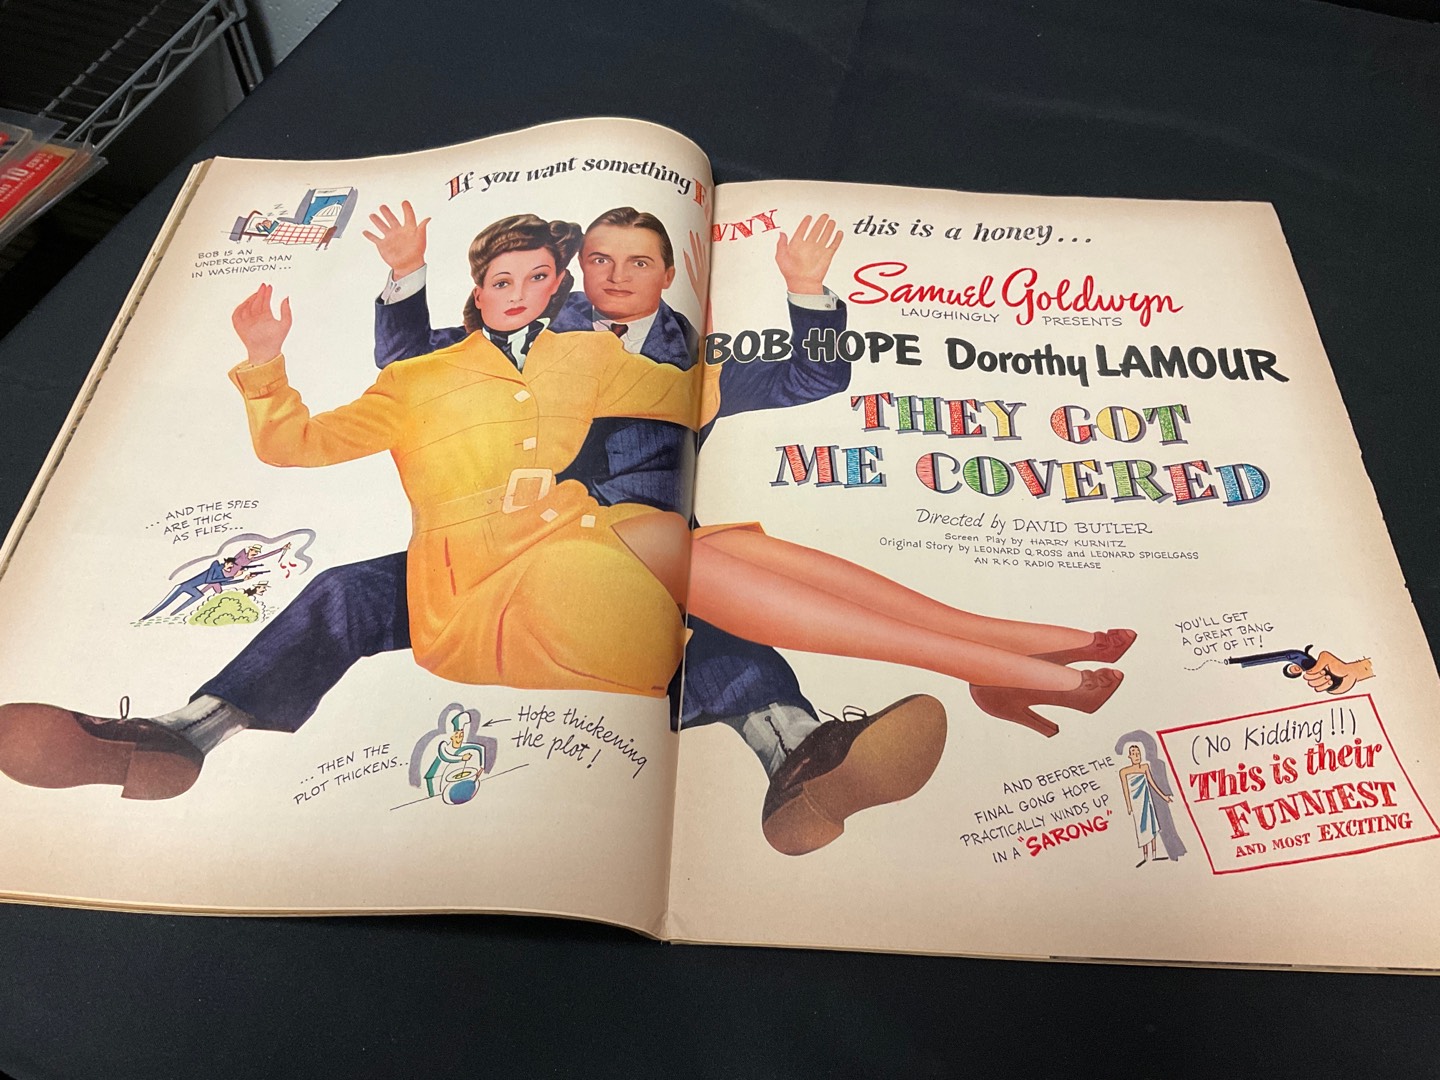 If you want something FUNNY this is a honey...
BOB IS AN
UNDERCOVER MAN
IN WASHINGTON...
Samuel Goldwyn
LAUGHINGLY PRESENTS
BOB HOPE Dorothy LAMOUR
THEY GOT
ME COVERED
Directed by DAVID BUTLER
Screen Play by HARRY KURNITZ
Original Story by LEONARD Q. ROSS and LEONARD SPIGELGASS
AN RKO RADIO RELEASE
... AND THE SPIES
ARE THICK
AS FLIES...
... THEN THE
PLOT THICKENS..
Hope thickening
the plot!
YOU'LL GET
A GREAT BANG
OUT OF IT!
AND BEFORE THE
FINAL GONG HOPE
PRACTICALLY WINDS UP
IN A "SARONG"
(No Kidding!!)
This is their
FUNNIEST
AND MOST EXCITING
10 CENTS